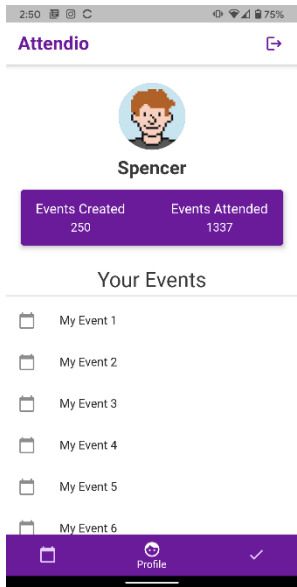 2:50 75%
Attendio
Spencer
Events Created Events Attended
250 1337
Your Events
My Event 1
My Event 2
My Event 3
My Event 4
My Event 5
My Event 6
Profile